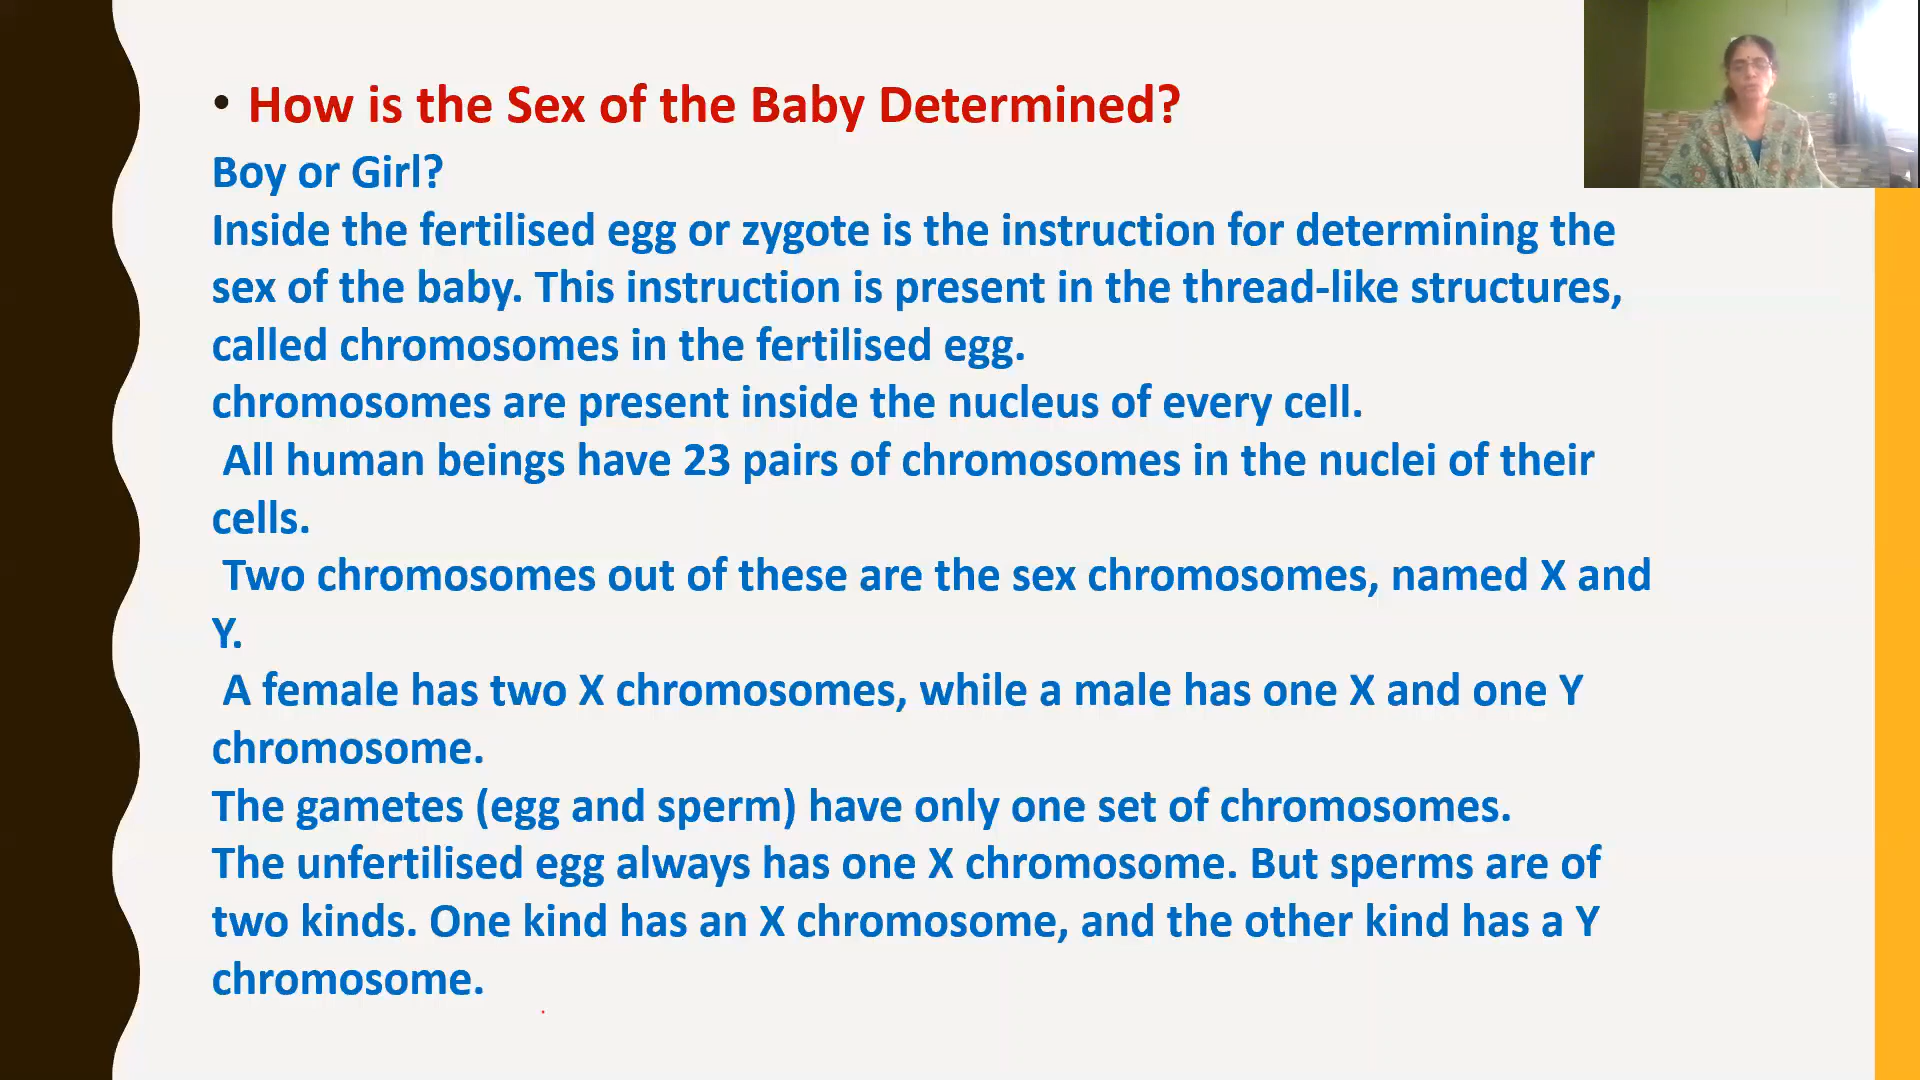 • How is the Sex of the Baby Determined?
Boy or Girl?
Inside the fertilised egg or zygote is the instruction for determining the
sex of the baby. This instruction is present in the thread-like structures,
called chromosomes in the fertilised egg.
chromosomes are present inside the nucleus of every cell.
All human beings have 23 pairs of chromosomes in the nuclei of their
cells.
Two chromosomes out of these are the sex chromosomes, named X and
Y.
A female has two X chromosomes, while a male has one X and one Y
chromosome.
The gametes (egg and sperm) have only one set of chromosomes.
The unfertilised egg always has one X chromosome. But sperms are of
two kinds. One kind has an X chromosome, and the other kind has a Y
chromosome.